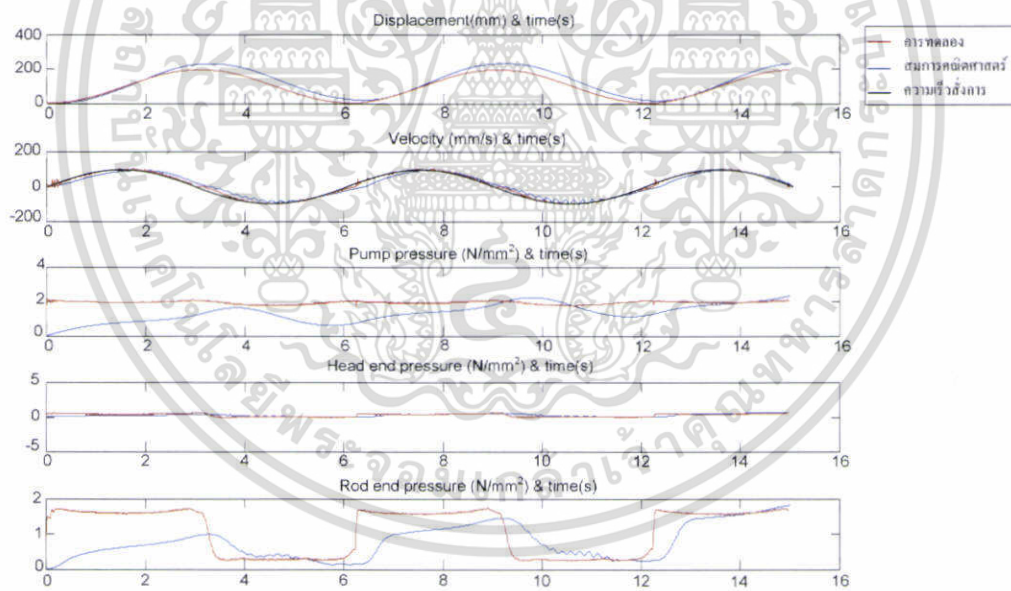 Displacement(mm) & time(s)
400
200
0
0 2 4 6 8 10 12 14 16
การทดลอง
สมการคณิตศาสตร์
ความเร็วสั่งการ
Velocity (mm/s) & time(s)
200
0
-200
0 2 4 6 8 10 12 14 16
Pump pressure (N/mm²) & time(s)
4
2
0
0 2 4 6 8 10 12 14 16
Head end pressure (N/mm²) & time(s)
5
0
-5
0 2 4 6 8 10 12 14 16
Rod end pressure (N/mm²) & time(s)
2
1
0
0 2 4 6 8 10 12 14 16